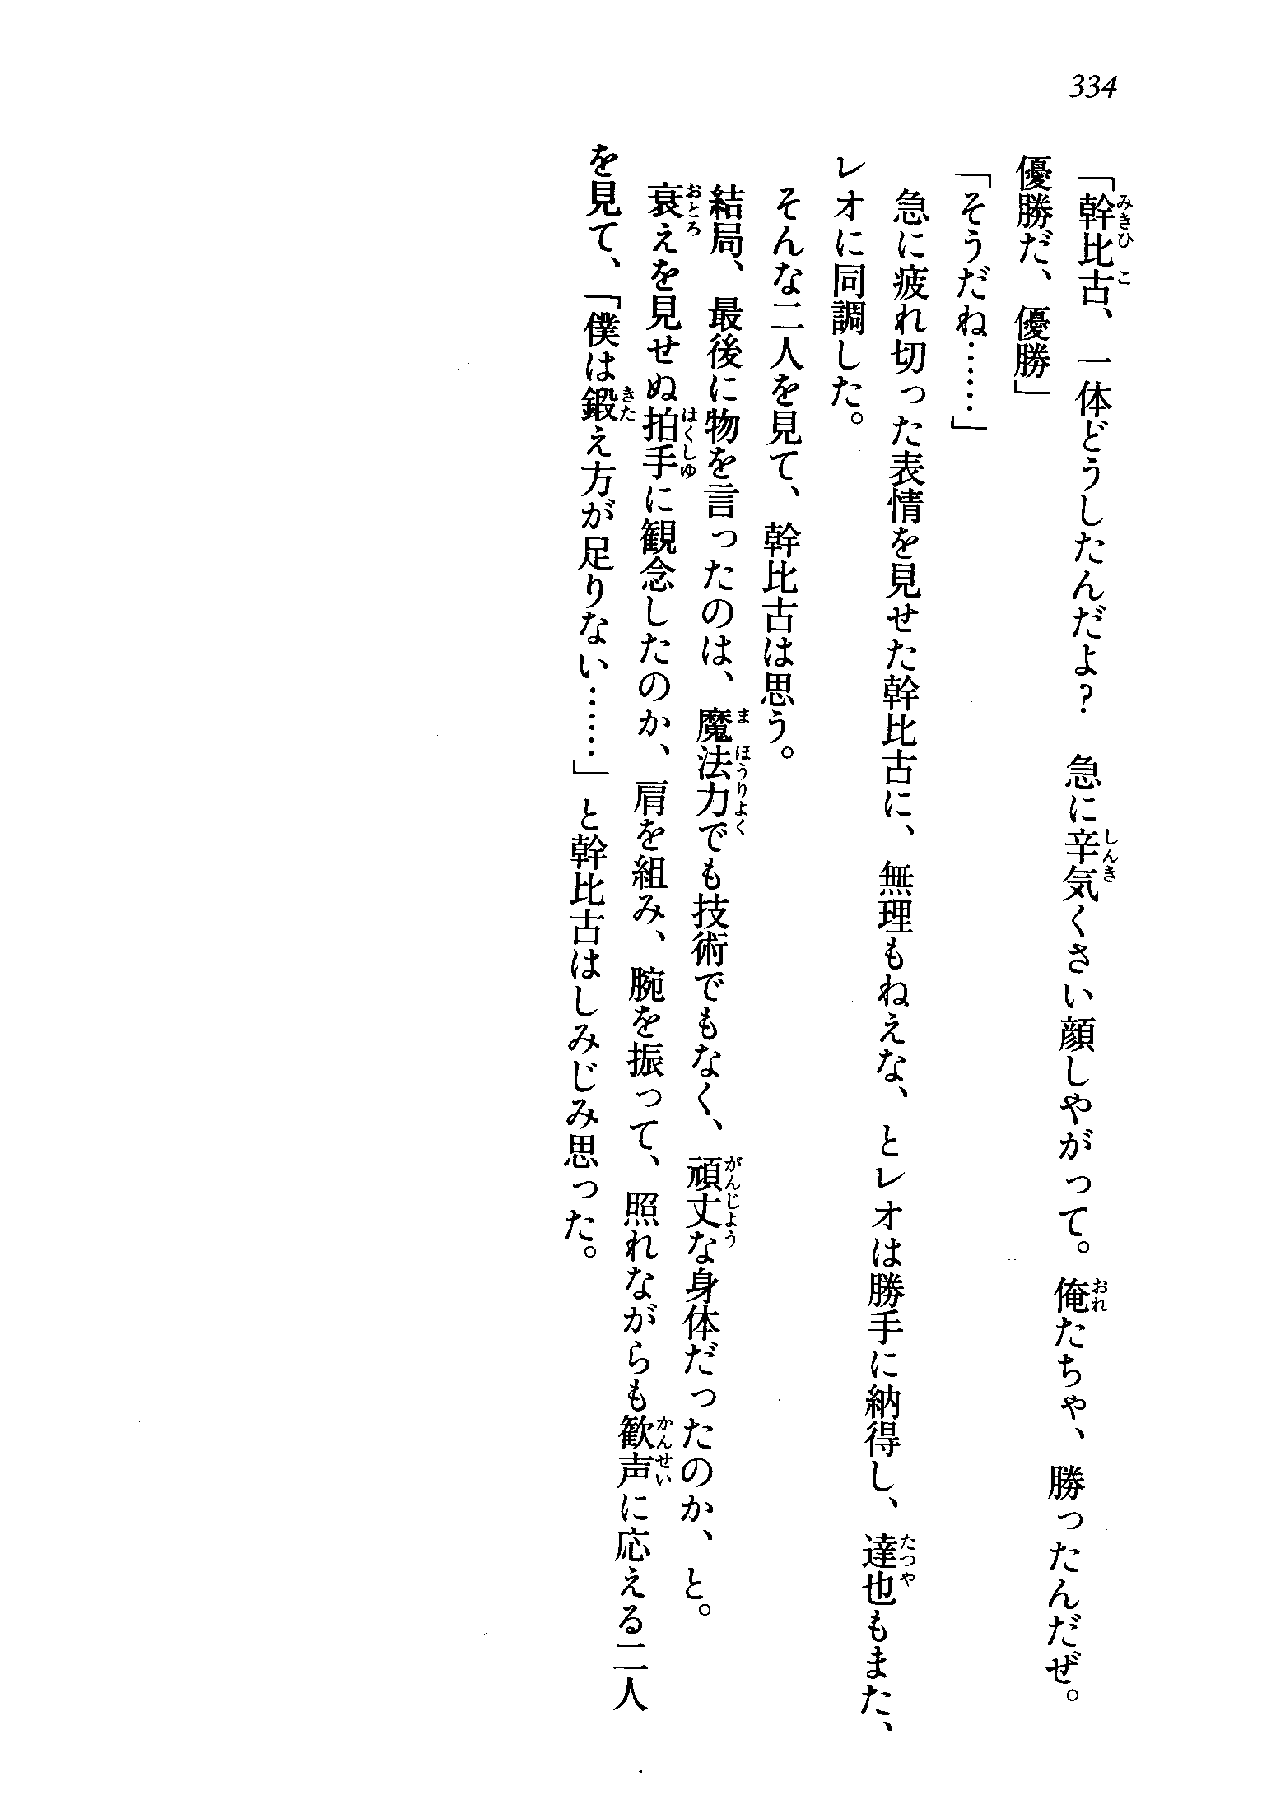 334
「幹比古、一体どうしたんだよ？　急に辛気くさい顔しやがって。俺たちゃ、勝ったんだぜ。
優勝だ、優勝」
「そうだね……」
　急に疲れ切った表情を見せた幹比古に、無理もねえな、とレオは勝手に納得し、達也もまた、
レオに同調した。
　そんな二人を見て、幹比古は思う。
　結局、最後に物を言ったのは、魔法力でも技術でもなく、頑丈な身体だったのか、と。
　衰えを見せぬ拍手に観念したのか、肩を組み、腕を振って、照れながらも歓声に応える二人
を見て、「僕は鍛え方が足りない……」と幹比古はしみじみ思った。